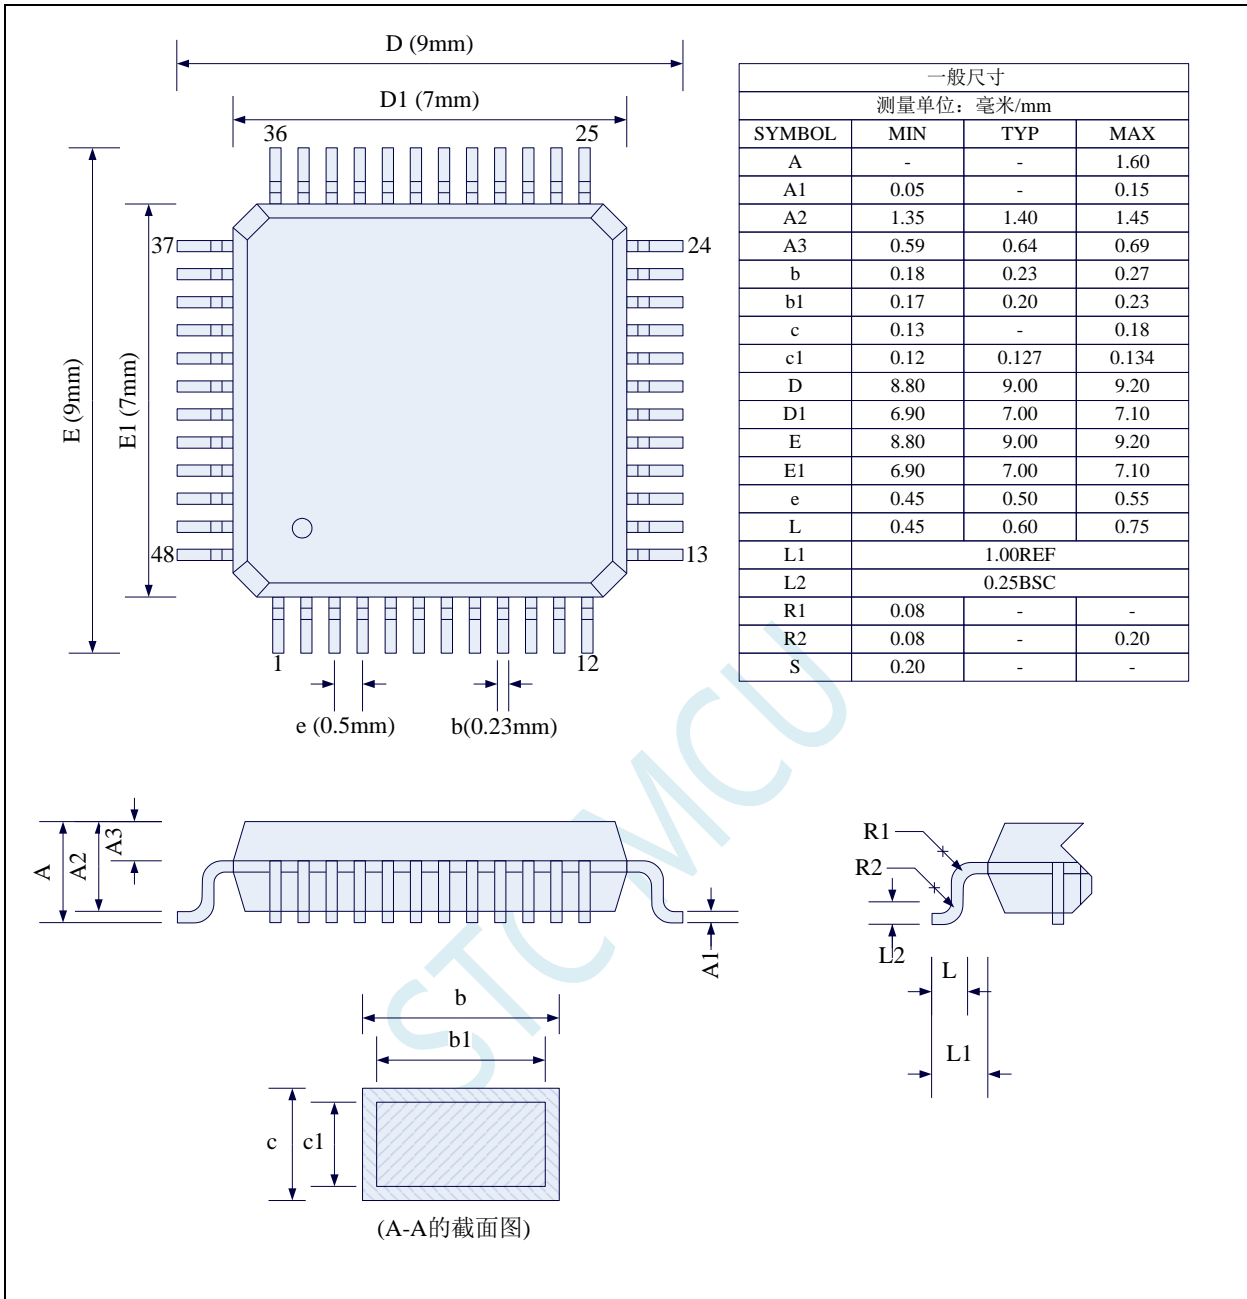 D (9mm)
D1 (7mm)
36
25
37
24
E (9mm)
E1 (7mm)
48
13
1
12
e (0.5mm)
b(0.23mm)
一般尺寸
测量单位：毫米/mm
SYMBOL MIN TYP MAX
A - - 1.60
A1 0.05 - 0.15
A2 1.35 1.40 1.45
A3 0.59 0.64 0.69
b 0.18 0.23 0.27
b1 0.17 0.20 0.23
c 0.13 - 0.18
c1 0.12 0.127 0.134
D 8.80 9.00 9.20
D1 6.90 7.00 7.10
E 8.80 9.00 9.20
E1 6.90 7.00 7.10
e 0.45 0.50 0.55
L 0.45 0.60 0.75
L1 1.00REF
L2 0.25BSC
R1 0.08 - -
R2 0.08 - 0.20
S 0.20 - -
STC MCU
A
A2
A3
A1
R1
R2
L2
L
L1
b
b1
c
c1
(A-A的截面图)